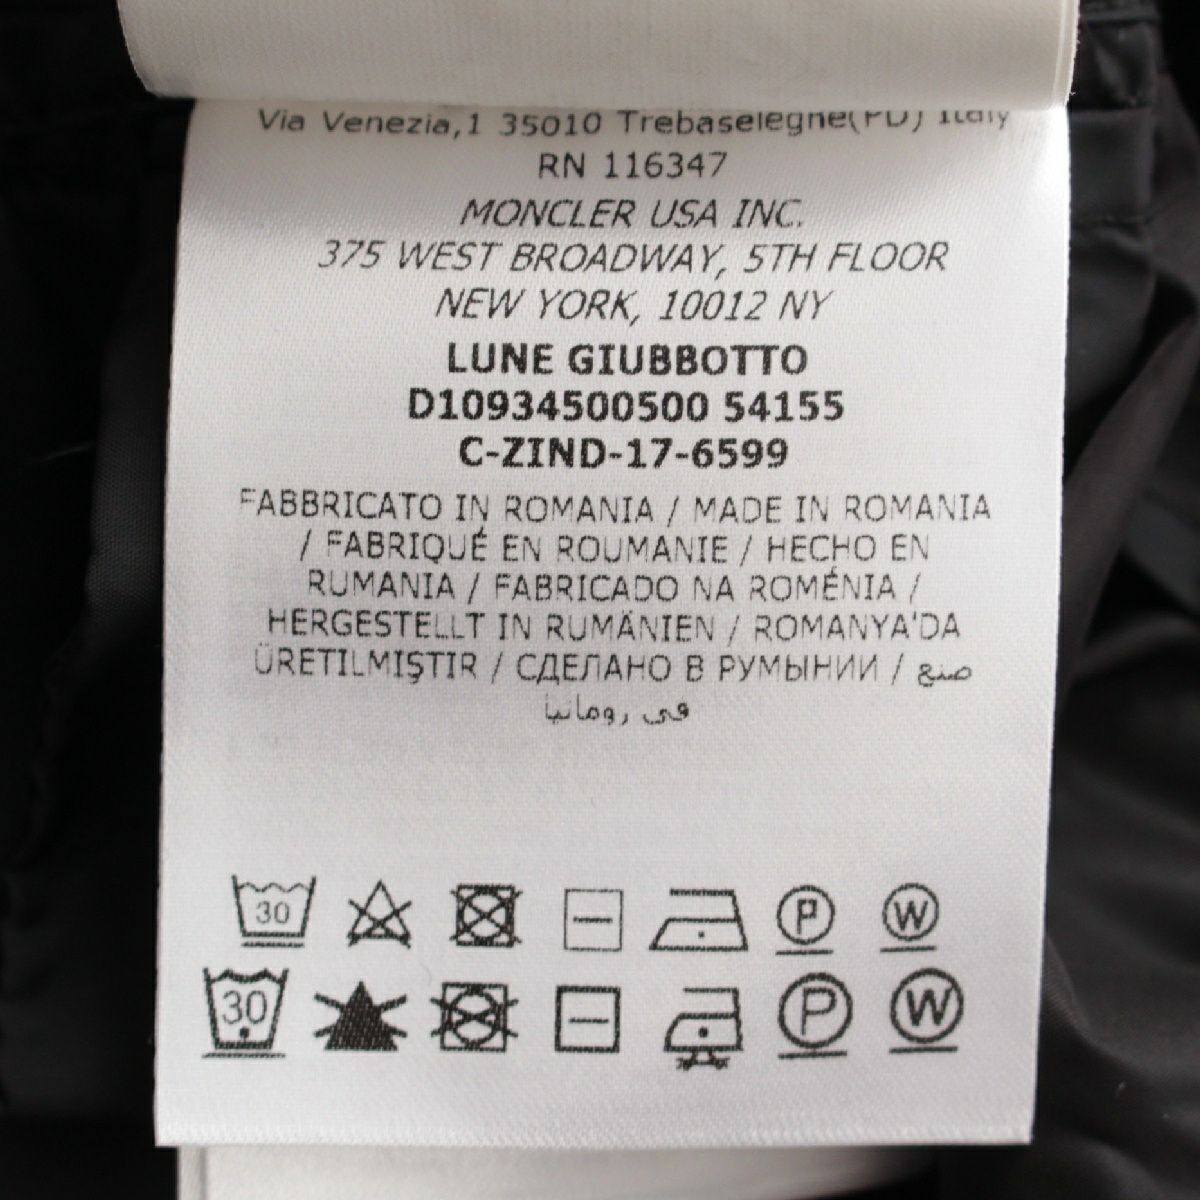 Via Venezia,1 35010 Trebaseleghe(PD) Italy
RN 116347
MONCLER USA INC.
375 WEST BROADWAY, 5TH FLOOR
NEW YORK, 10012 NY
LUNE GIUBBOTTO
D10934500500 54155
C-ZIND-17-6599
FABBRICATO IN ROMANIA / MADE IN ROMANIA
/ FABRIQUÉ EN ROUMANIE / HECHO EN
RUMANIA / FABRICADO NA ROMÉNIA /
HERGESTELLT IN RUMÄNIEN / ROMANYA'DA
ÜRETILMIŞTIR / СДЕЛАНО В РУМЫНИИ / صنع
في رومانيا
30 P W
30 P W